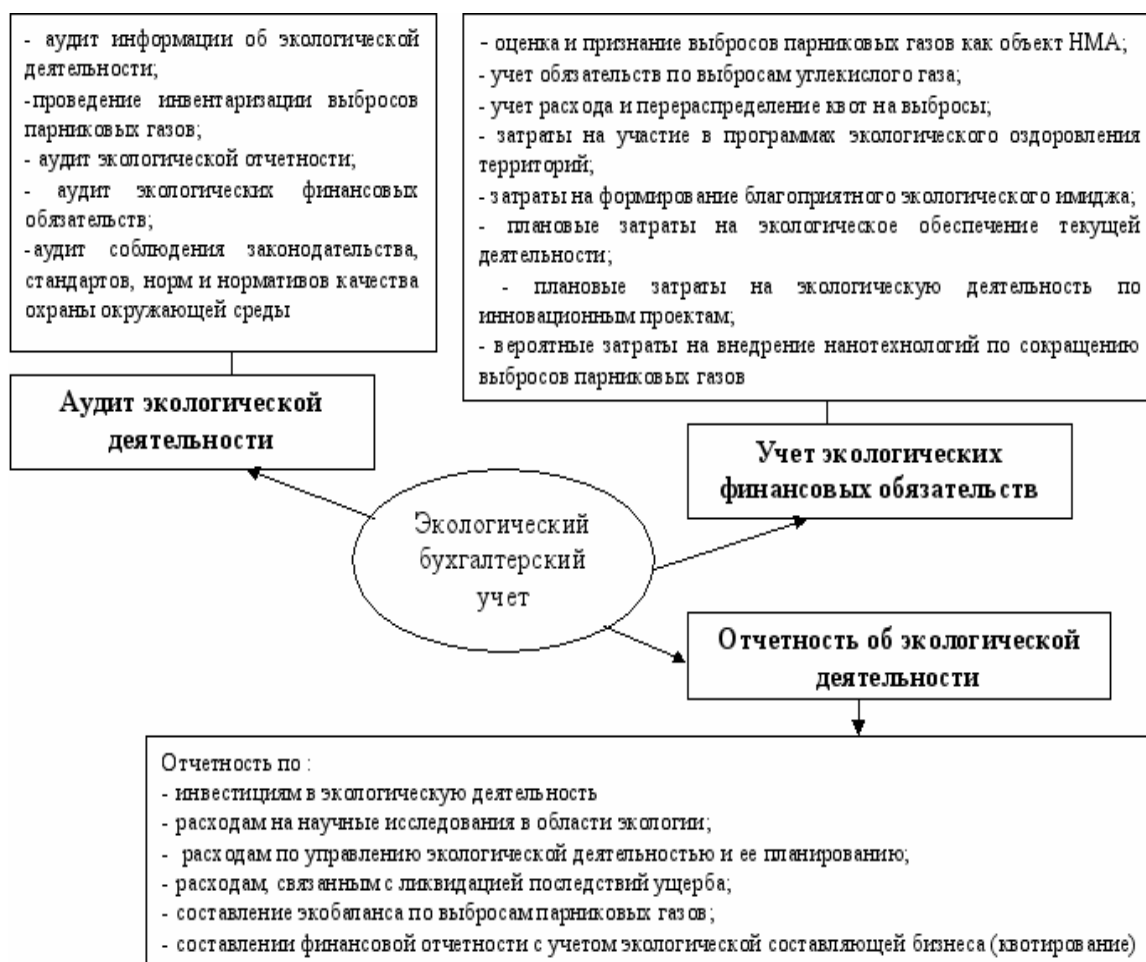 - аудит информации об экологической
деятельности;
-проведение инвентаризации выбросов
парниковых газов;
- аудит экологической отчетности;
- аудит экологических финансовых
обязательств;
-аудит соблюдения законодательства,
стандартов, норм и нормативов качества
охраны окружающей среды
Аудит экологической
деятельности
- оценка и признание выбросов парниковых газов как объект НМА;
- учет обязательств по выбросам углекислого газа;
- учет расхода и перераспределение квот на выбросы;
- затраты на участие в программах экологического оздоровления
территорий;
- затраты на формирование благоприятного экологического имиджа;
- плановые затраты на экологическое обеспечение текущей
деятельности;
- плановые затраты на экологическую деятельность по
инновационным проектам;
- вероятные затраты на внедрение нанотехнологий по сокращению
выбросов парниковых газов
Учет экологических
финансовых обязательств
Экологический
бухгалтерский
учет
Отчетность об экологической
деятельности
Отчетность по :
- инвестициям в экологическую деятельность
- расходам на научные исследования в области экологии;
- расходам по управлению экологической деятельностью и ее планированию;
- расходам, связанным с ликвидацией последствий ущерба;
- составление экобаланса по выбросам парниковых газов;
- составлении финансовой отчетности с учетом экологической составляющей бизнеса (квотирование)